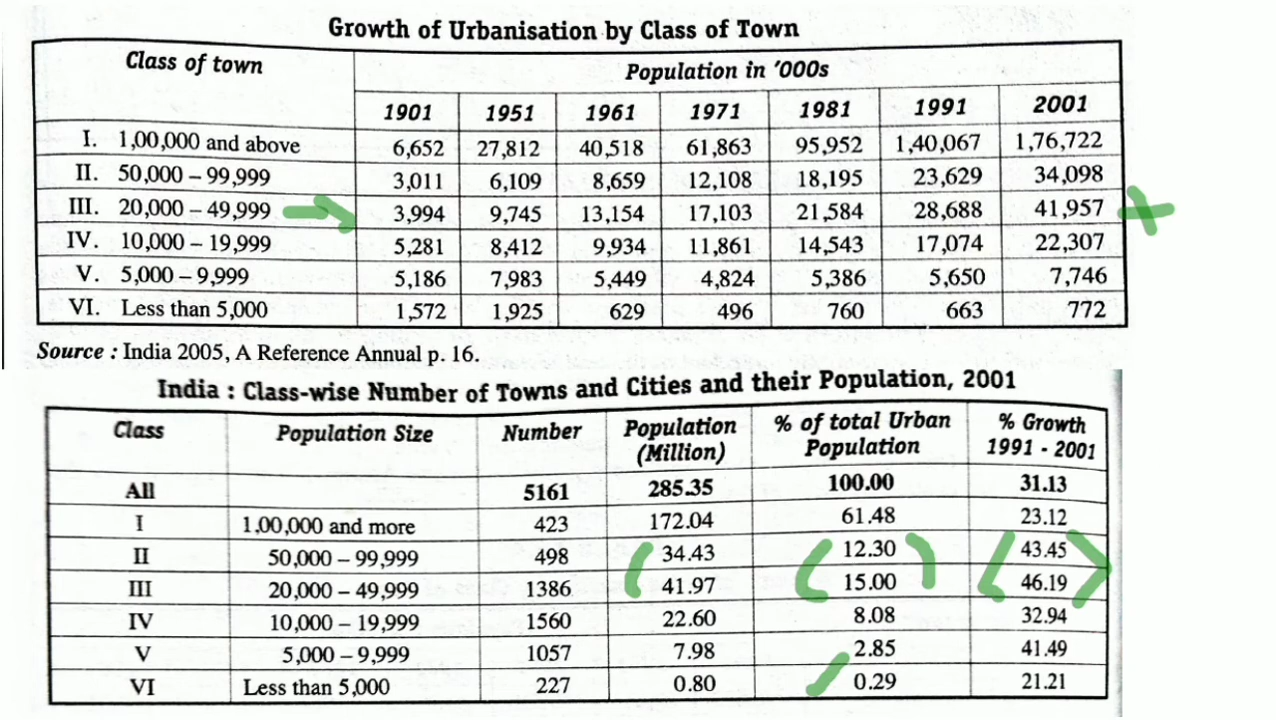 Growth of Urbanisation by Class of Town
Class of town Population in '000s
1901 1951 1961 1971 1981 1991 2001
I. 1,00,000 and above 6,652 27,812 40,518 61,863 95,952 1,40,067 1,76,722
II. 50,000 – 99,999 3,011 6,109 8,659 12,108 18,195 23,629 34,098
III. 20,000 - 49,999 3,994 9,745 13,154 17,103 21,584 28,688 41,957
IV. 10,000 – 19,999 5,281 8,412 9,934 11,861 14,543 17,074 22,307
V. 5,000 – 9,999 5,186 7,983 5,449 4,824 5,386 5,650 7,746
VI. Less than 5,000 1,572 1,925 629 496 760 663 772
Source : India 2005, A Reference Annual p. 16.
India : Class-wise Number of Towns and Cities and their Population, 2001
Class Population Size Number Population % of total Urban % Growth
(Million) Population 1991 - 2001
All 5161 285.35 100.00 31.13
I 1,00,000 and more 423 172.04 61.48 23.12
II 50,000 – 99,999 498 34.43 12.30 43.45
III 20,000 – 49,999 1386 41.97 15.00 46.19
IV 10,000 – 19,999 1560 22.60 8.08 32.94
V 5,000 – 9,999 1057 7.98 2.85 41.49
VI Less than 5,000 227 0.80 0.29 21.21